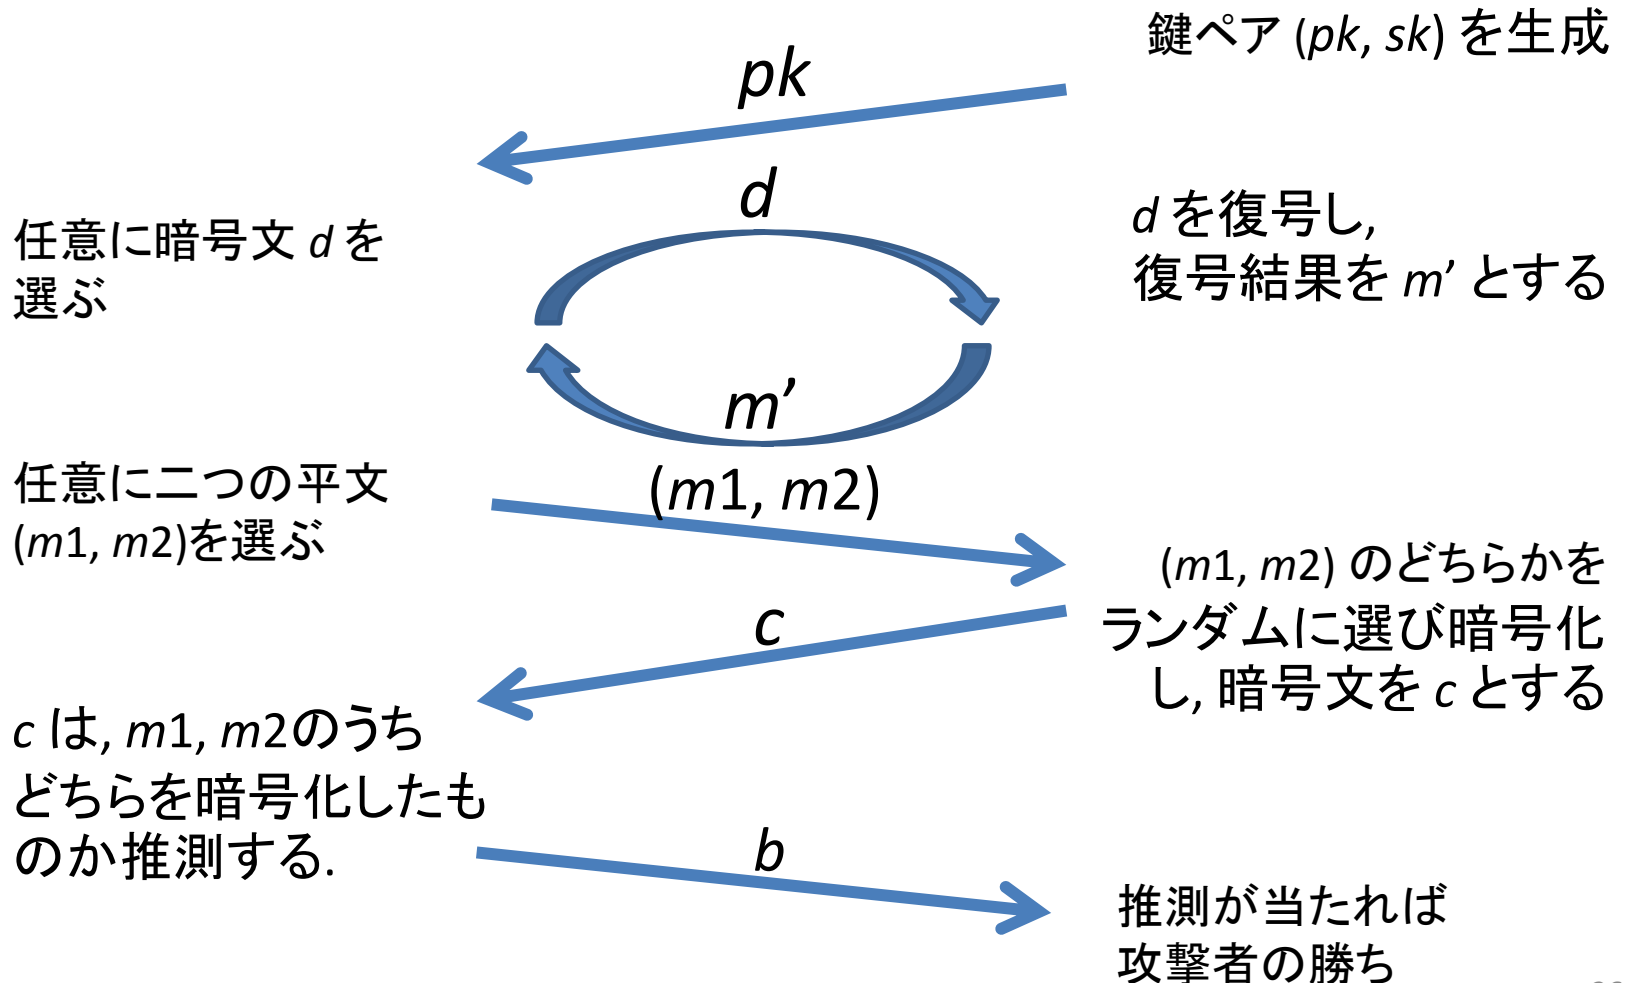 鍵ペア (pk, sk) を生成
pk
d
任意に暗号文 d を
選ぶ
d を復号し,
復号結果を m’ とする
m’
任意に二つの平文
(m1, m2)を選ぶ
(m1, m2)
(m1, m2) のどちらかを
ランダムに選び暗号化
し, 暗号文を c とする
c
c は, m1, m2のうち
どちらを暗号化したも
のか推測する.
b
推測が当たれば
攻撃者の勝ち